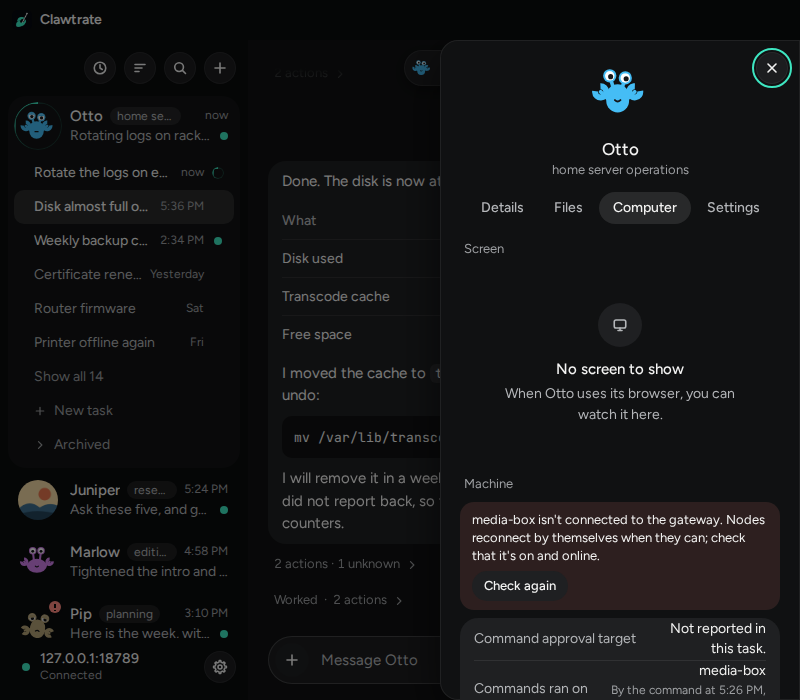 Clawtrate
Otto home se... now
Rotating logs on rack...
Rotate the logs on e... now
Disk almost full o... 5:36 PM
Weekly backup c... 2:34 PM
Certificate rene... Yesterday
Router firmware Sat
Printer offline again Fri
Show all 14
+ New task
Archived
Juniper rese... 5:24 PM
Ask these five, and g...
Marlow editi... 4:58 PM
Tightened the intro and ...
Pip planning 3:10 PM
Here is the week. wit...
127.0.0.1:18789
Connected
2 actions
Done. The disk is now at
What
Disk used
Transcode cache
Free space
I moved the cache to
undo:
mv /var/lib/transco
I will remove it in a week
did not report back, so
counters.
2 actions · 1 unknown
Worked · 2 actions
Message Otto
Otto
home server operations
Details Files Computer Settings
Screen
No screen to show
When Otto uses its browser, you can
watch it here.
Machine
media-box isn't connected to the gateway. Nodes
reconnect by themselves when they can; check
that it's on and online.
Check again
Command approval target Not reported in
this task.
Commands ran on media-box
By the command at 5:26 PM,